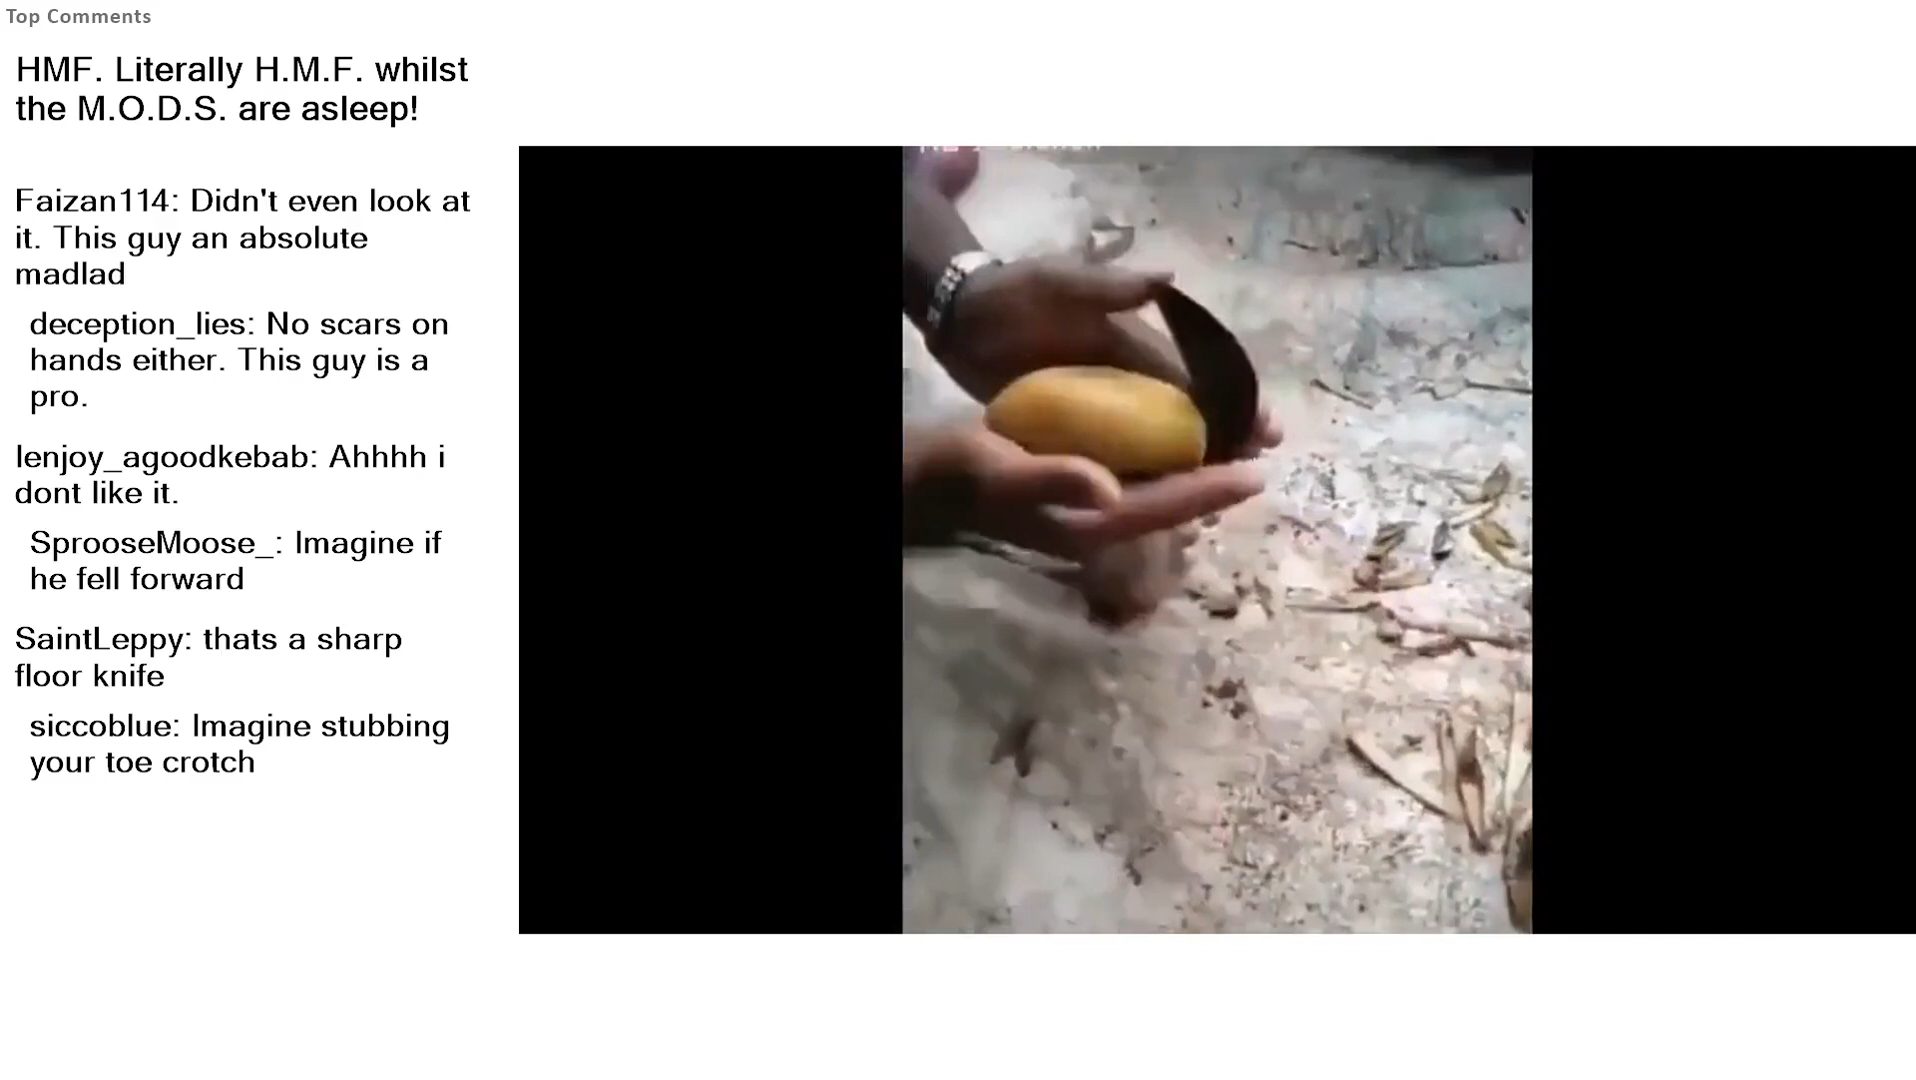 Top Comments
HMF. Literally H.M.F. whilst
the M.O.D.S. are asleep!
Faizan114: Didn't even look at
it. This guy an absolute
madlad
deception_lies: No scars on
hands either. This guy is a
pro.
Ienjoy_agoodkebab: Ahhhh i
dont like it.
SprooseMoose_: Imagine if
he fell forward
SaintLeppy: thats a sharp
floor knife
siccoblue: Imagine stubbing
your toe crotch